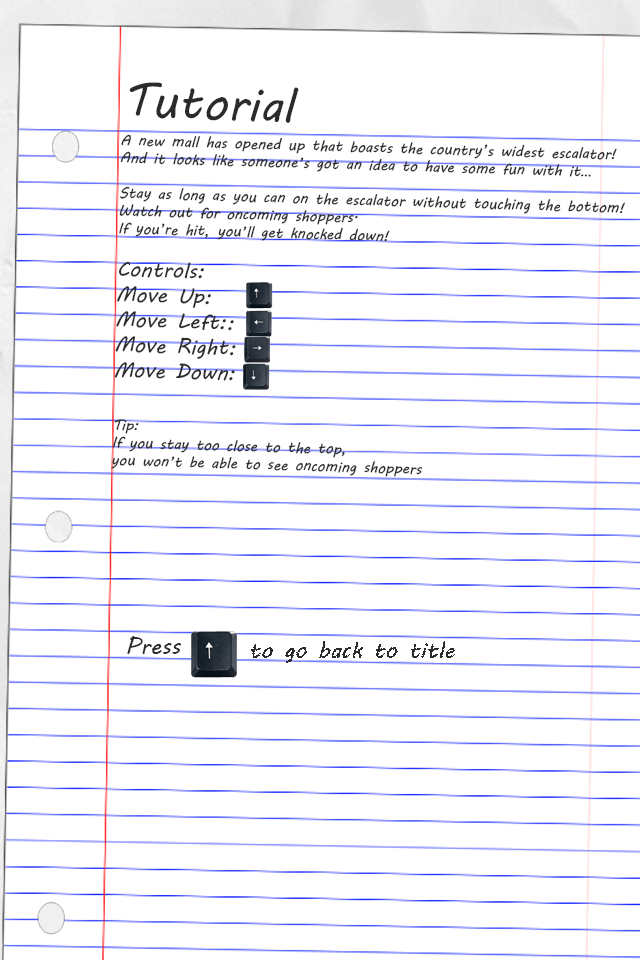 Tutorial
A new mall has opened up that boasts the country's widest escalator!
And it looks like someone's got an idea to have some fun with it...
Stay as long as you can on the escalator without touching the bottom!
Watch out for oncoming shoppers.
If you're hit, you'll get knocked down!
Controls:
Move Up: ↑
Move Left:: ←
Move Right: →
Move Down: ↓
Tip:
If you stay too close to the top,
you won't be able to see oncoming shoppers
Press ↑ to go back to title